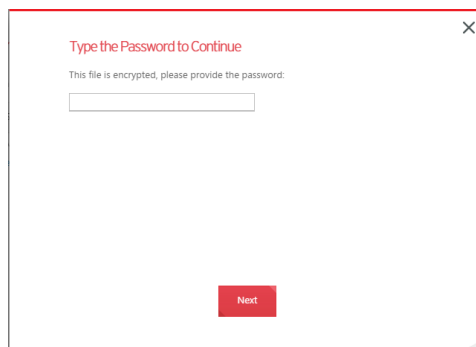 Type the Password to Continue
This file is encrypted, please provide the password:
Next